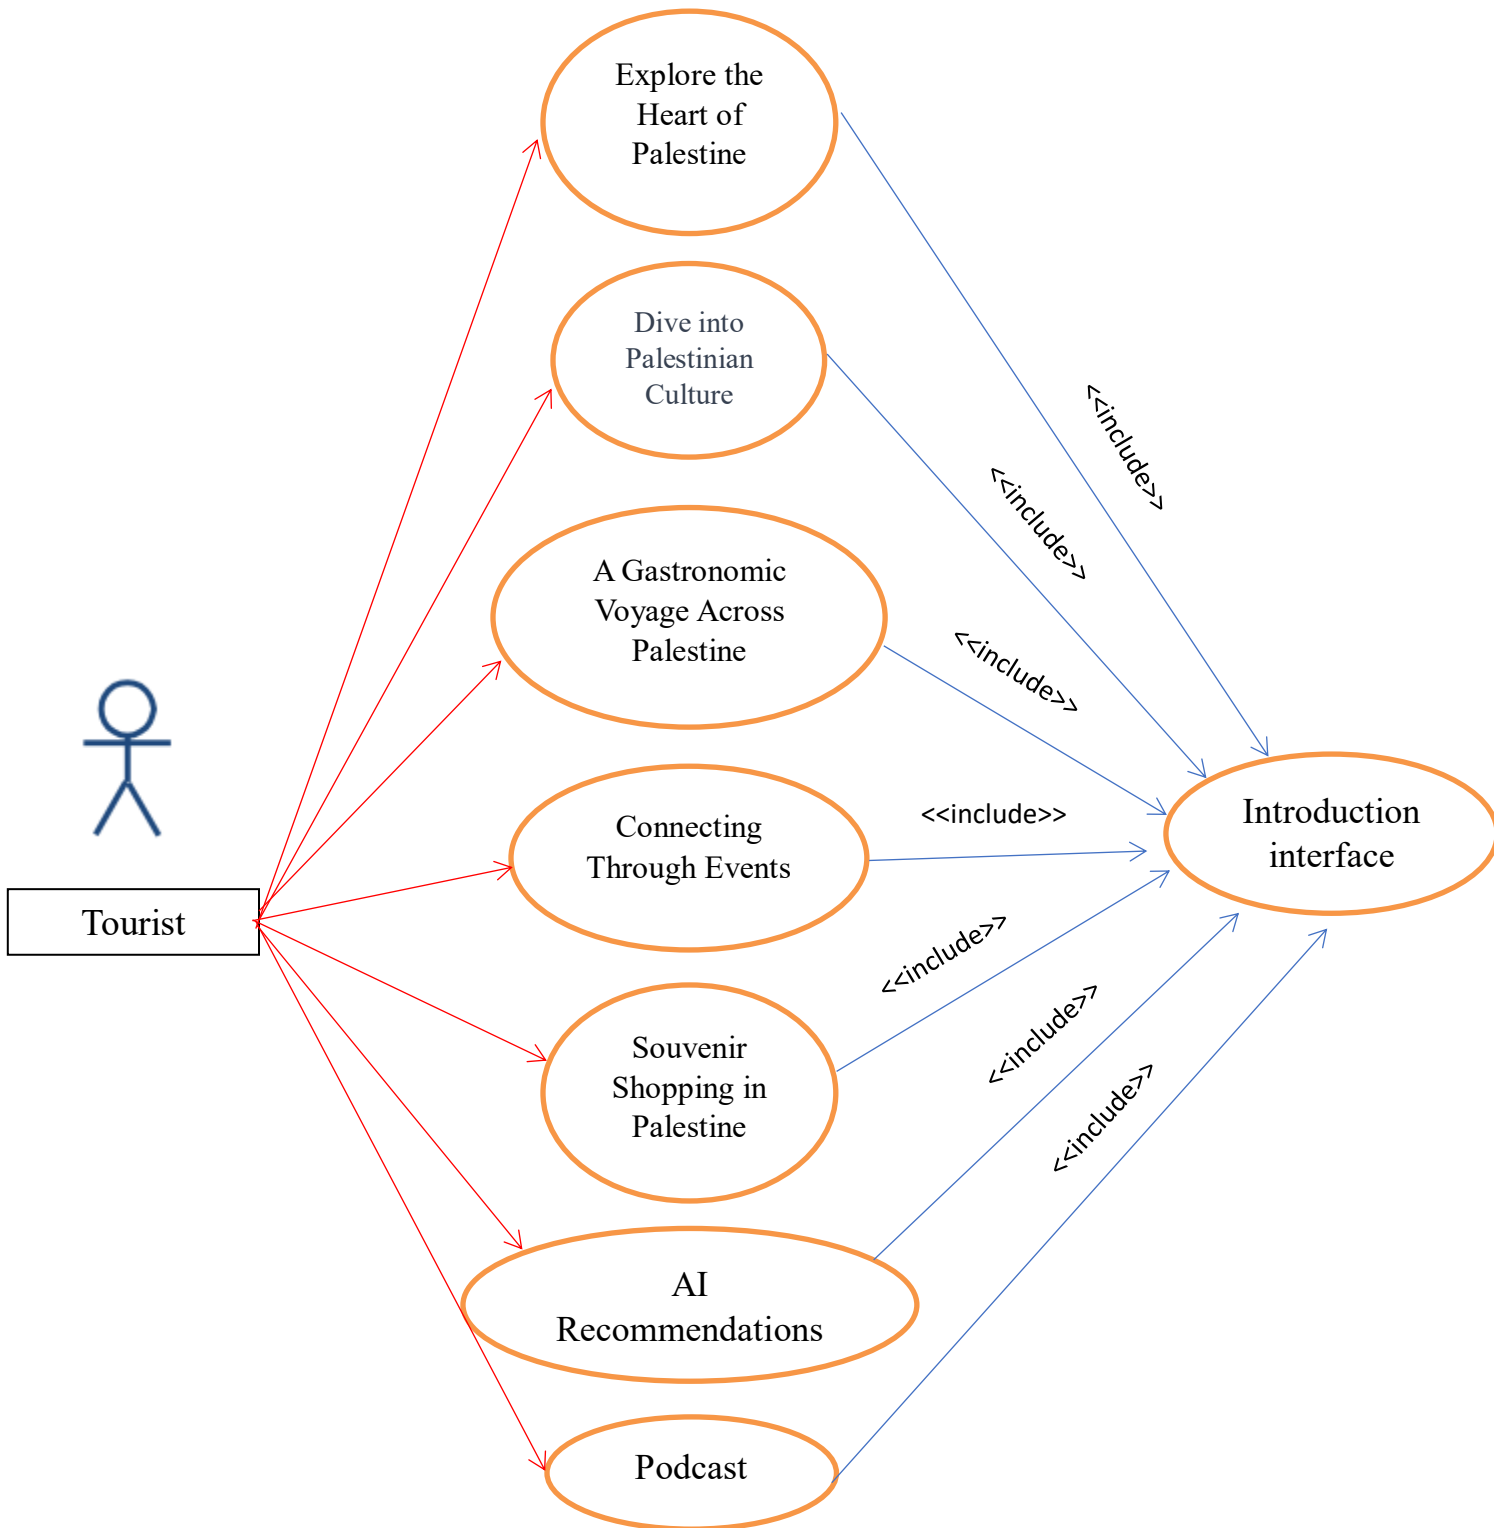 Explore the
Heart of
Palestine
Dive into
Palestinian
Culture
<<include>>
<<include>>
A Gastronomic
Voyage Across
Palestine
<<include>>
Connecting
Through Events
<<include>>
Introduction
interface
Tourist
<<include>>
Souvenir
Shopping in
Palestine
<<include>>
<<include>>
AI
Recommendations
Podcast